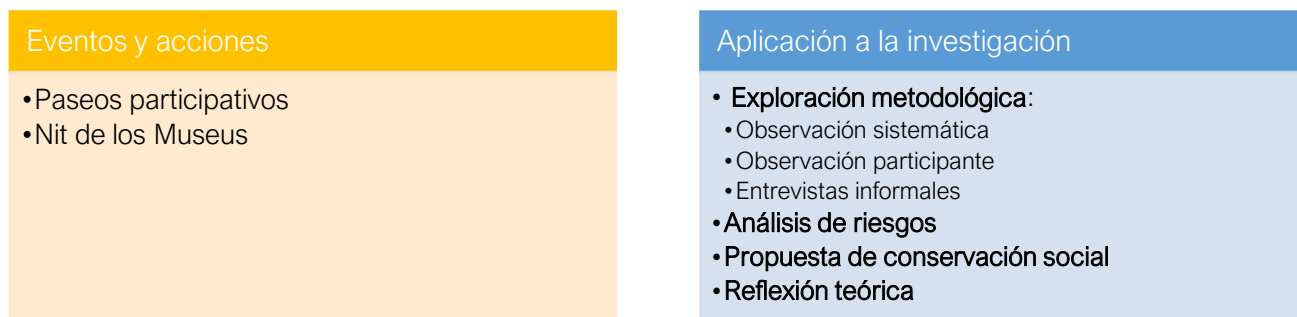 Eventos y acciones
•Paseos participativos
•Nit de los Museus
Aplicación a la investigación
• Exploración metodológica:
•Observación sistemática
•Observación participante
•Entrevistas informales
•Análisis de riesgos
•Propuesta de conservación social
•Reflexión teórica